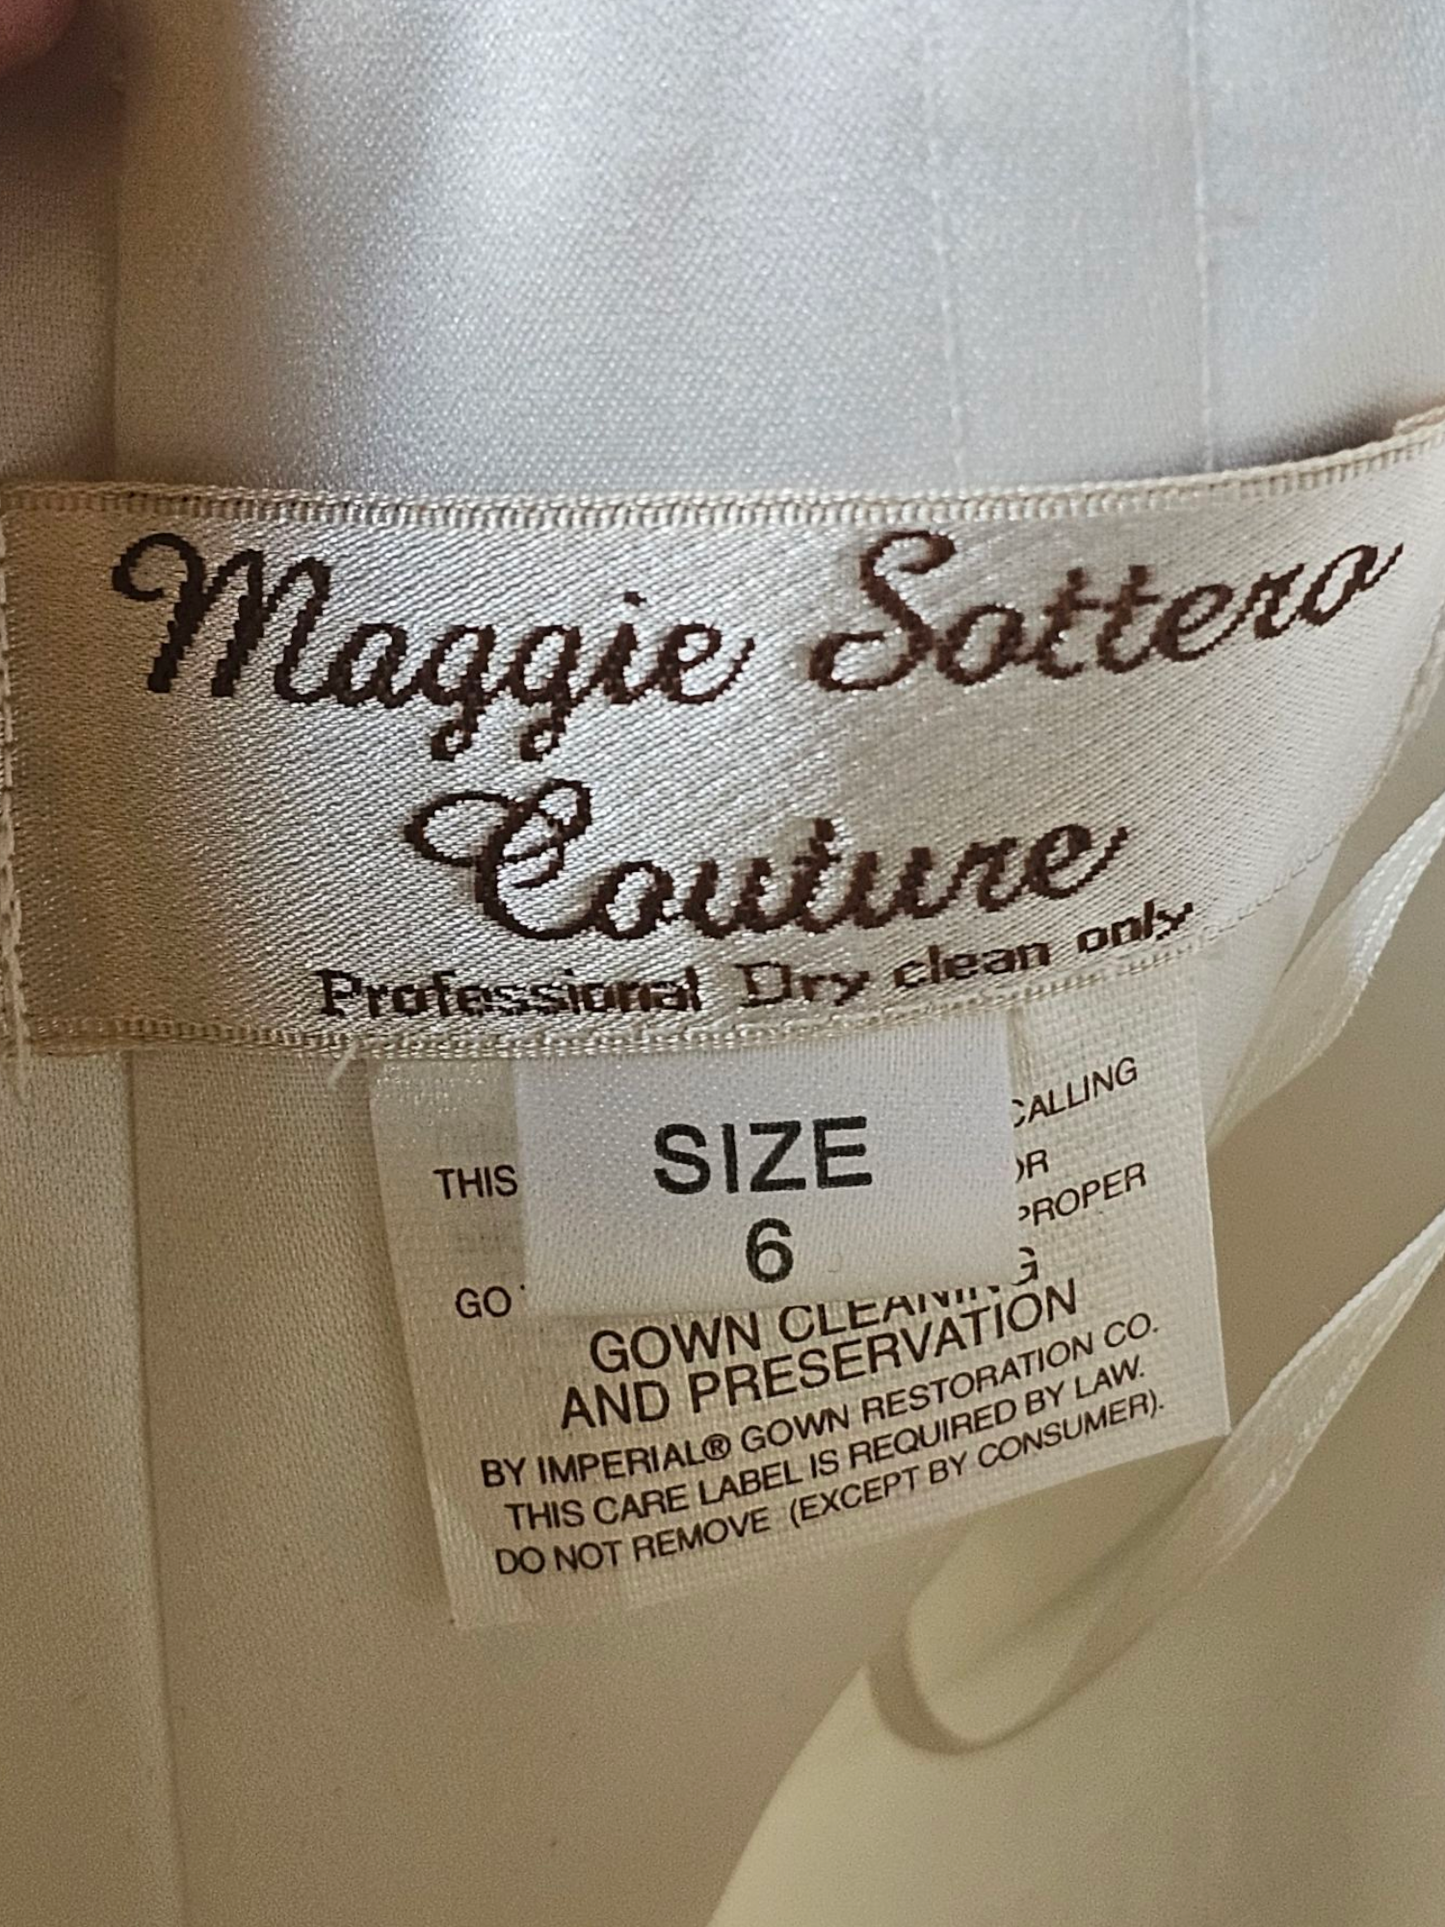 Maggie Sottero
Couture
Professional Dry clean only
SIZE
6
THIS CALLING
OR
PROPER
GO
GOWN CLEANING
AND PRESERVATION
BY IMPERIAL® GOWN RESTORATION CO.
THIS CARE LABEL IS REQUIRED BY LAW.
DO NOT REMOVE (EXCEPT BY CONSUMER).